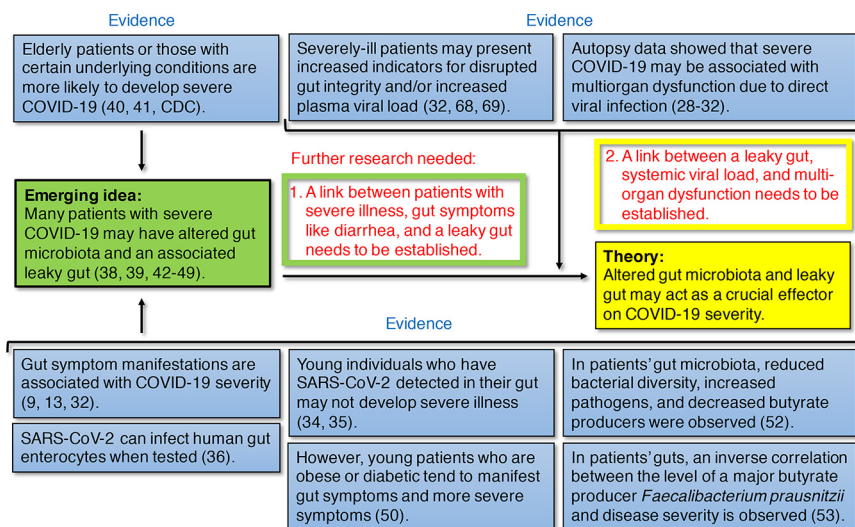 Evidence
Evidence
Elderly patients or those with
certain underlying conditions are
more likely to develop severe
COVID-19 (40, 41, CDC).
Severely-ill patients may present
increased indicators for disrupted
gut integrity and/or increased
plasma viral load (32, 68, 69).
Autopsy data showed that severe
COVID-19 may be associated with
multiorgan dysfunction due to direct
viral infection (28-32).
Emerging idea:
Many patients with severe
COVID-19 may have altered gut
microbiota and an associated
leaky gut (38, 39, 42-49).
Further research needed:
1. A link between patients with
severe illness, gut symptoms
like diarrhea, and a leaky gut
needs to be established.
2. A link between a leaky gut,
systemic viral load, and multi-
organ dysfunction needs to be
established.
Theory:
Altered gut microbiota and leaky
gut may act as a crucial effector
on COVID-19 severity.
Evidence
Gut symptom manifestations are
associated with COVID-19 severity
(9, 13, 32).
SARS-CoV-2 can infect human gut
enterocytes when tested (36).
Young individuals who have
SARS-CoV-2 detected in their gut
may not develop severe illness
(34, 35).
However, young patients who are
obese or diabetic tend to manifest
gut symptoms and more severe
symptoms (50).
In patients' gut microbiota, reduced
bacterial diversity, increased
pathogens, and decreased butyrate
producers were observed (52).
In patients' guts, an inverse correlation
between the level of a major butyrate
producer Faecalibacterium prausnitzii
and disease severity is observed (53).